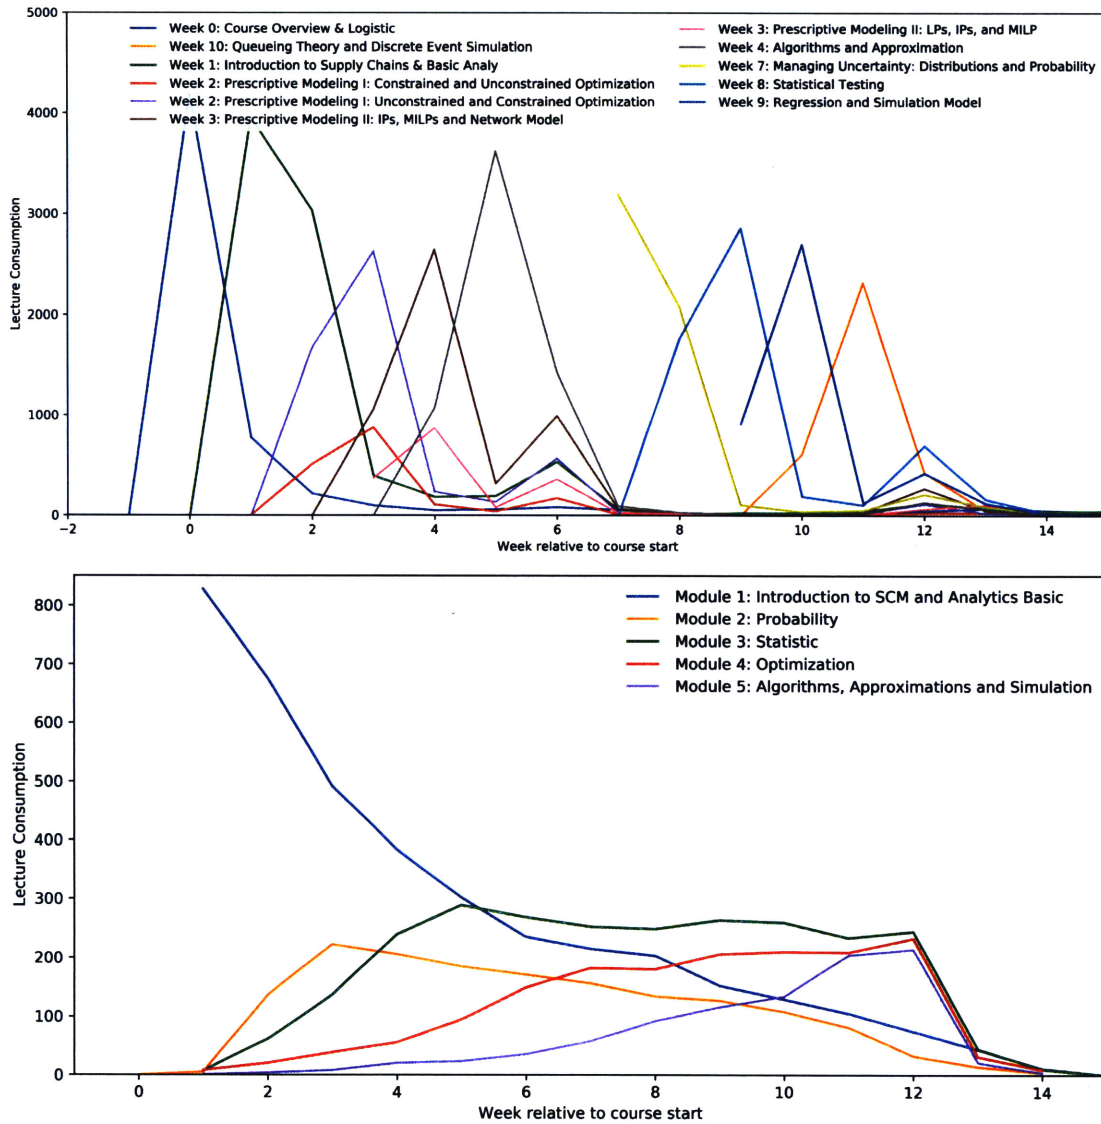 5000
4000
3000
2000
1000
0
Lecture Consumption
Week 0: Course Overview & Logistic
Week 10: Queueing Theory and Discrete Event Simulation
Week 1: Introduction to Supply Chains & Basic Analy
Week 2: Prescriptive Modeling I: Constrained and Unconstrained Optimization
Week 2: Prescriptive Modeling I: Unconstrained and Constrained Optimization
Week 3: Prescriptive Modeling II: IPs, MILPs and Network Model
Week 3: Prescriptive Modeling II: LPs, IPs, and MILP
Week 4: Algorithms and Approximation
Week 7: Managing Uncertainty: Distributions and Probability
Week 8: Statistical Testing
Week 9: Regression and Simulation Model
−2 0 2 4 6 8 10 12 14
Week relative to course start
800
700
600
500
400
300
200
100
0
Lecture Consumption
Module 1: Introduction to SCM and Analytics Basic
Module 2: Probability
Module 3: Statistic
Module 4: Optimization
Module 5: Algorithms, Approximations and Simulation
0 2 4 6 8 10 12 14
Week relative to course start